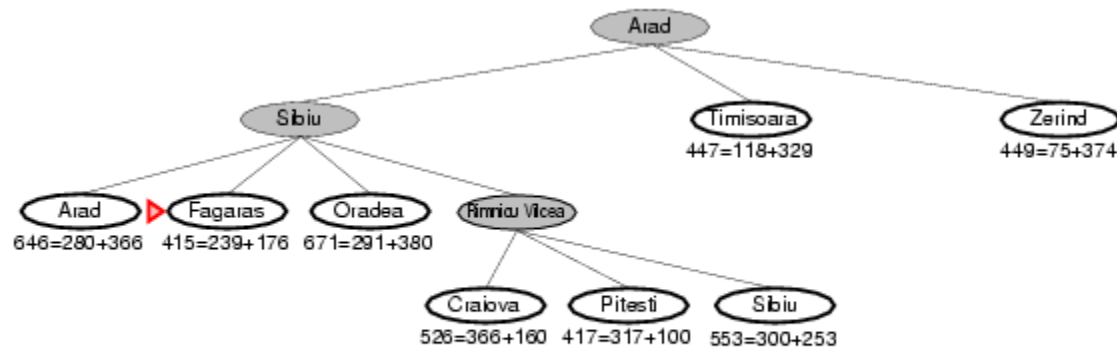 Arad
Sibiu
Timisoara
Zerind
447=118+329
449=75+374
Arad
Fagaras
Oradea
Rimnicu Vilcea
646=280+366
415=239+176
671=291+380
Craiova
Pitesti
Sibiu
526=366+160
417=317+100
553=300+253